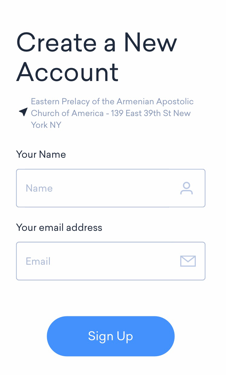 Create a New
Account
Eastern Prelacy of the Armenian Apostolic
Church of America - 139 East 39th St New
York NY
Your Name
Name
Your email address
Email
Sign Up